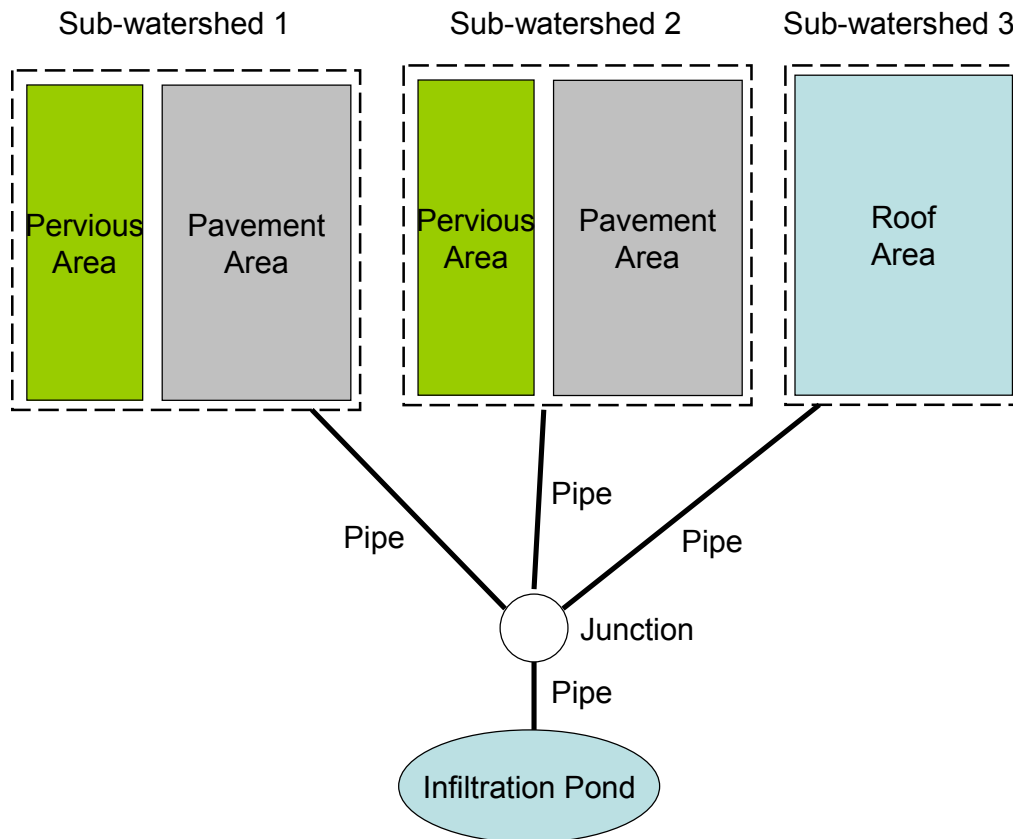 Sub-watershed 1
Sub-watershed 2
Sub-watershed 3
Pervious
Area
Pavement
Area
Pervious
Area
Pavement
Area
Roof
Area
Pipe
Pipe
Pipe
Junction
Pipe
Infiltration Pond